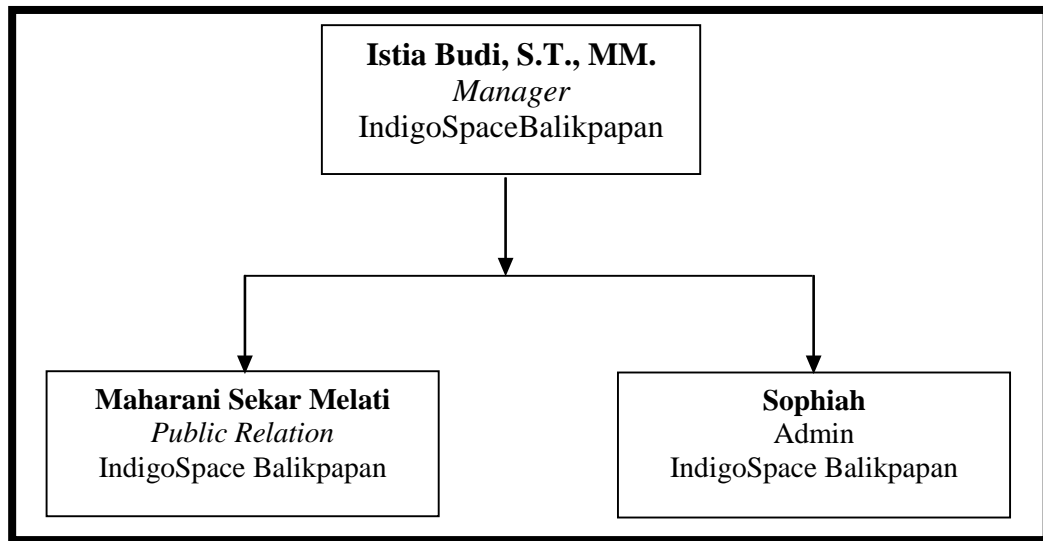 Istia Budi, S.T., MM.
Manager
IndigoSpaceBalikpapan
Maharani Sekar Melati
Public Relation
IndigoSpace Balikpapan
Sophiah
Admin
IndigoSpace Balikpapan